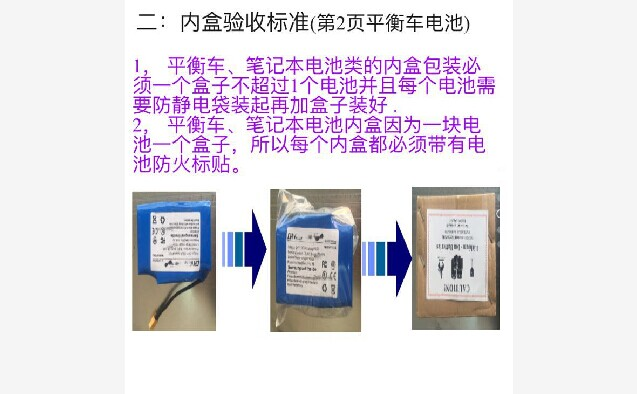 二：内盒验收标准(第2页平衡车电池)
1， 平衡车、笔记本电池类的内盒包装必
须一个盒子不超过1个电池并且每个电池需
要防静电袋装起再加盒子装好 .
2， 平衡车、笔记本电池内盒因为一块电
池一个盒子，所以每个内盒都必须带有电
池防火标贴。
CAUTION!